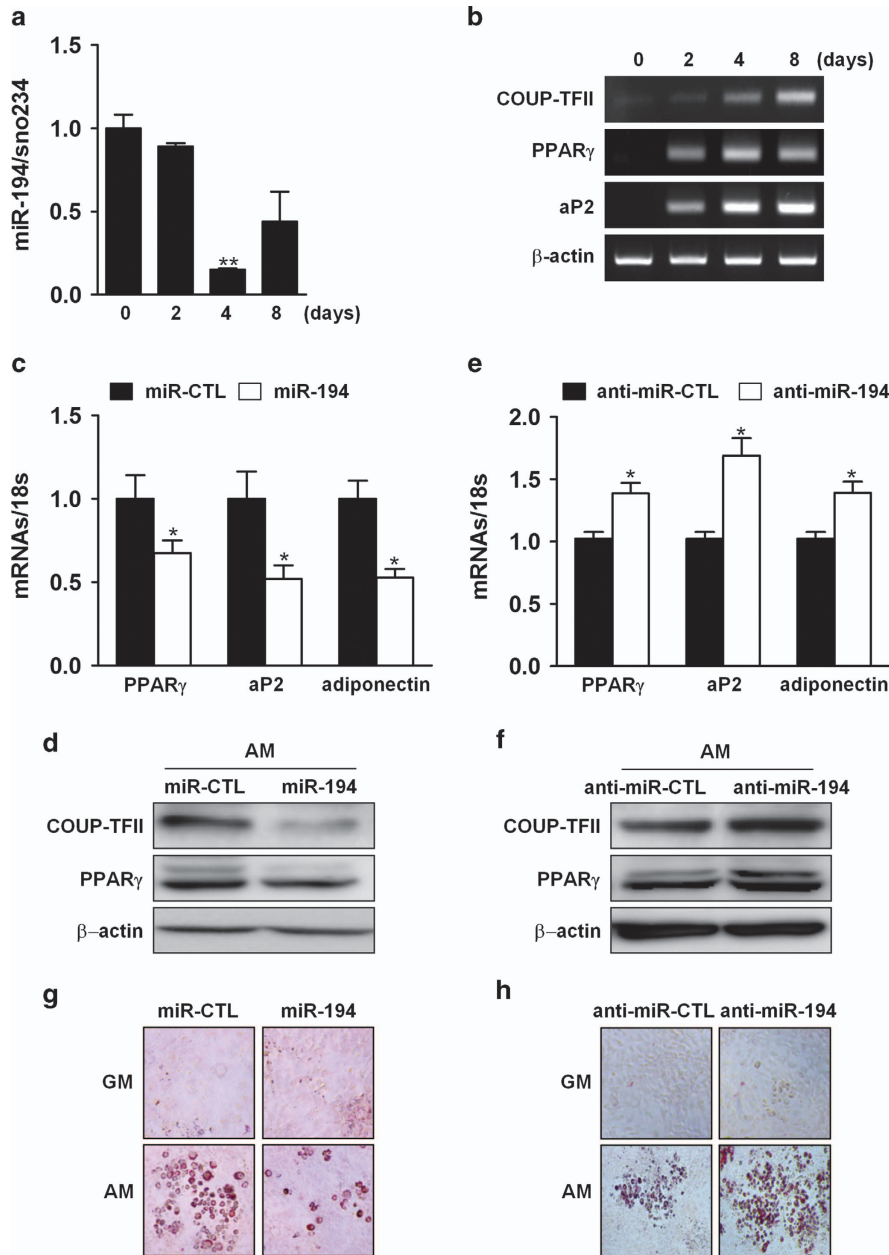 a
miR-194/sno234
1.5
1.0
0.5
0.0
**
0 2 4 8 (days)
b
0 2 4 8 (days)
COUP-TFII
PPARγ
aP2
β-actin
c
miR-CTL miR-194
mRNAs/18s
1.5
1.0
0.5
0.0
* * *
PPARγ aP2 adiponectin
e
anti-miR-CTL anti-miR-194
mRNAs/18s
2.0
1.5
1.0
0.5
0.0
* * *
PPARγ aP2 adiponectin
d
AM
miR-CTL miR-194
COUP-TFII
PPARγ
β–actin
f
AM
anti-miR-CTL anti-miR-194
COUP-TFII
PPARγ
β–actin
g
miR-CTL miR-194
GM
AM
h
anti-miR-CTL anti-miR-194
GM
AM